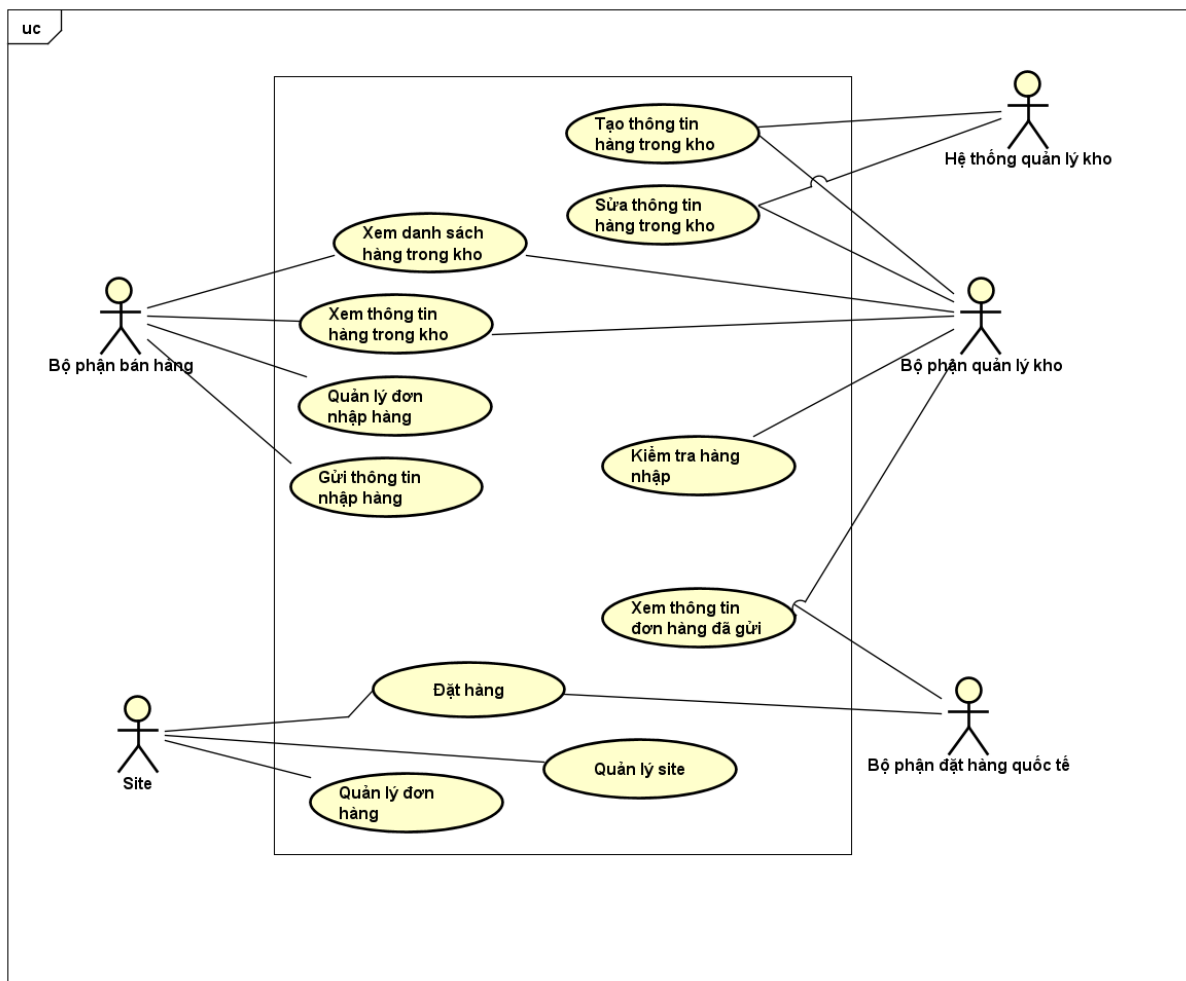 uc
Tạo thông tin
hàng trong kho
Hệ thống quản lý kho
Sửa thông tin
hàng trong kho
Xem danh sách
hàng trong kho
Xem thông tin
hàng trong kho
Bộ phận bán hàng
Bộ phận quản lý kho
Quản lý đơn
nhập hàng
Kiểm tra hàng
nhập
Gửi thông tin
nhập hàng
Xem thông tin
đơn hàng đã gửi
Đặt hàng
Bộ phận đặt hàng quốc tế
Quản lý site
Site
Quản lý đơn
hàng